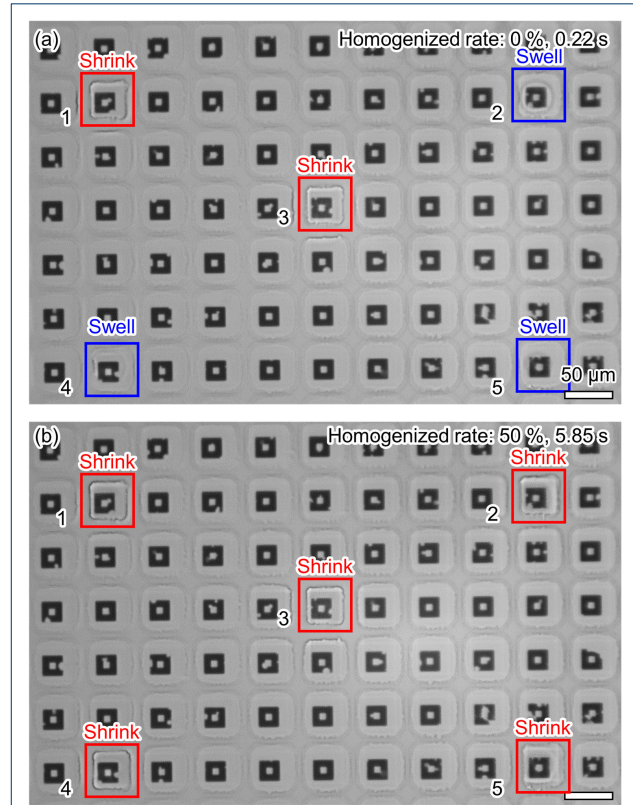 (a)
Homogenized rate: 0 %, 0.22 s
Shrink
Swell
1
2
Shrink
3
Swell
Swell
4
5
50 μm
(b)
Homogenized rate: 50 %, 5.85 s
Shrink
Shrink
1
2
Shrink
3
Shrink
Shrink
4
5